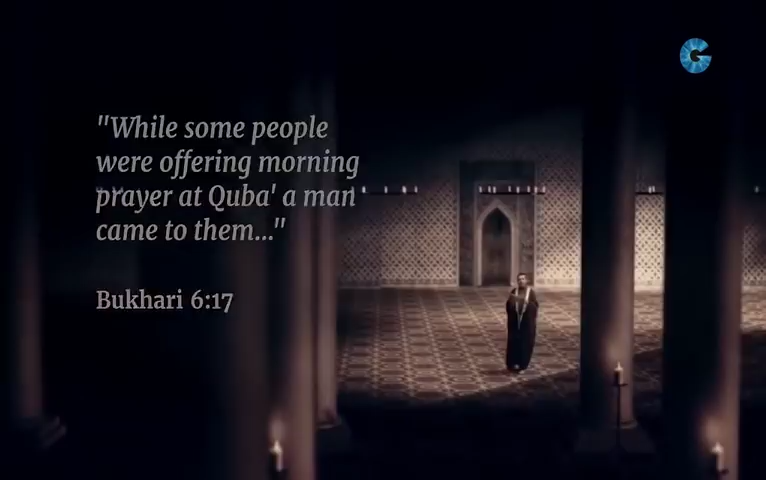 "While some people
were offering morning
prayer at Quba' a man
came to them..."
Bukhari 6:17